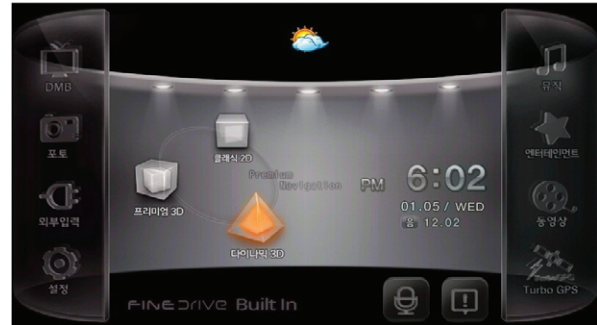 DMB
포토
외부입력
설정
클래식 2D
프리미엄 3D
Premium
Navigation
다이나믹 3D
PM 6:02
01.05 / WED
음 12.02
FINEDRIVE Built In
뮤직
엔터테인먼트
동영상
Turbo GPS